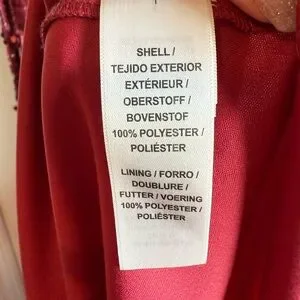 SHELL /
TEJIDO EXTERIOR
EXTÉRIEUR /
OBERSTOFF /
BOVENSTOF
100% POLYESTER /
POLIÉSTER
LINING / FORRO /
DOUBLURE /
FUTTER / VOERING
100% POLYESTER /
POLIÉSTER